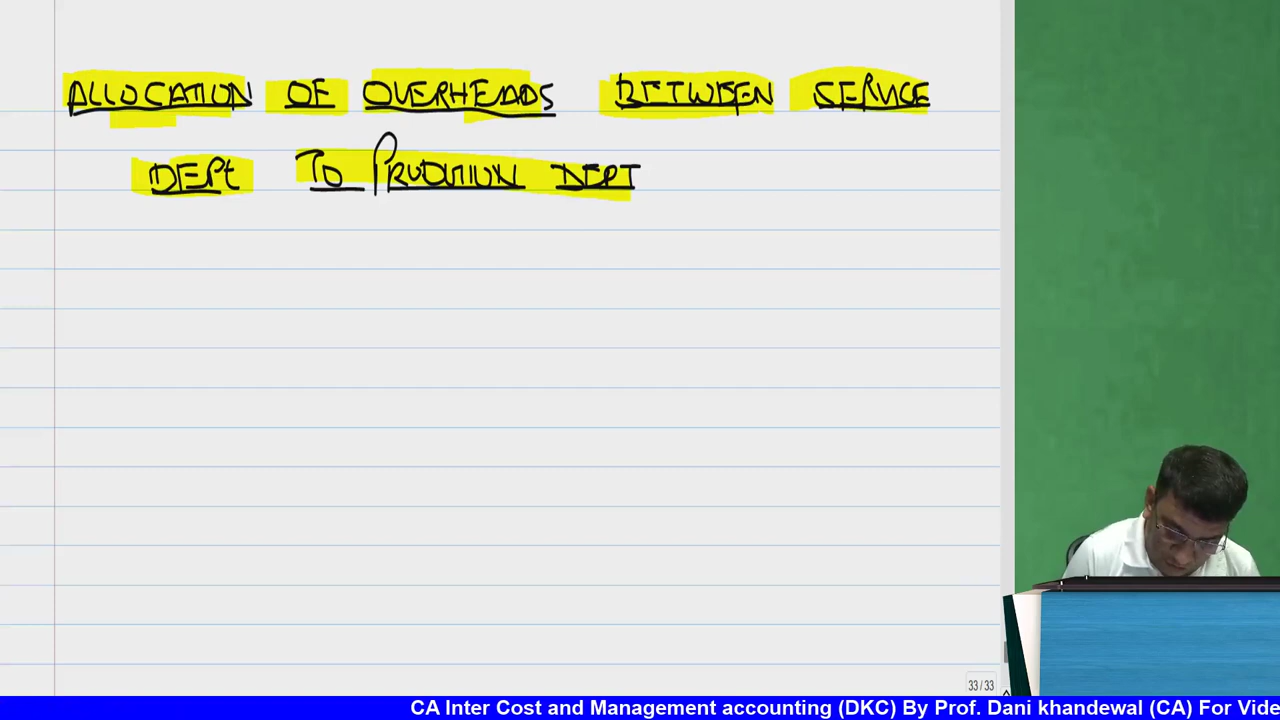 ALLOCATION OF OVERHEADS BETWEEN SERVICE
DEPt TO PRODUTION DEPT
33/33
CA Inter Cost and Management accounting (DKC) By Prof. Dani khandewal (CA) For Vide